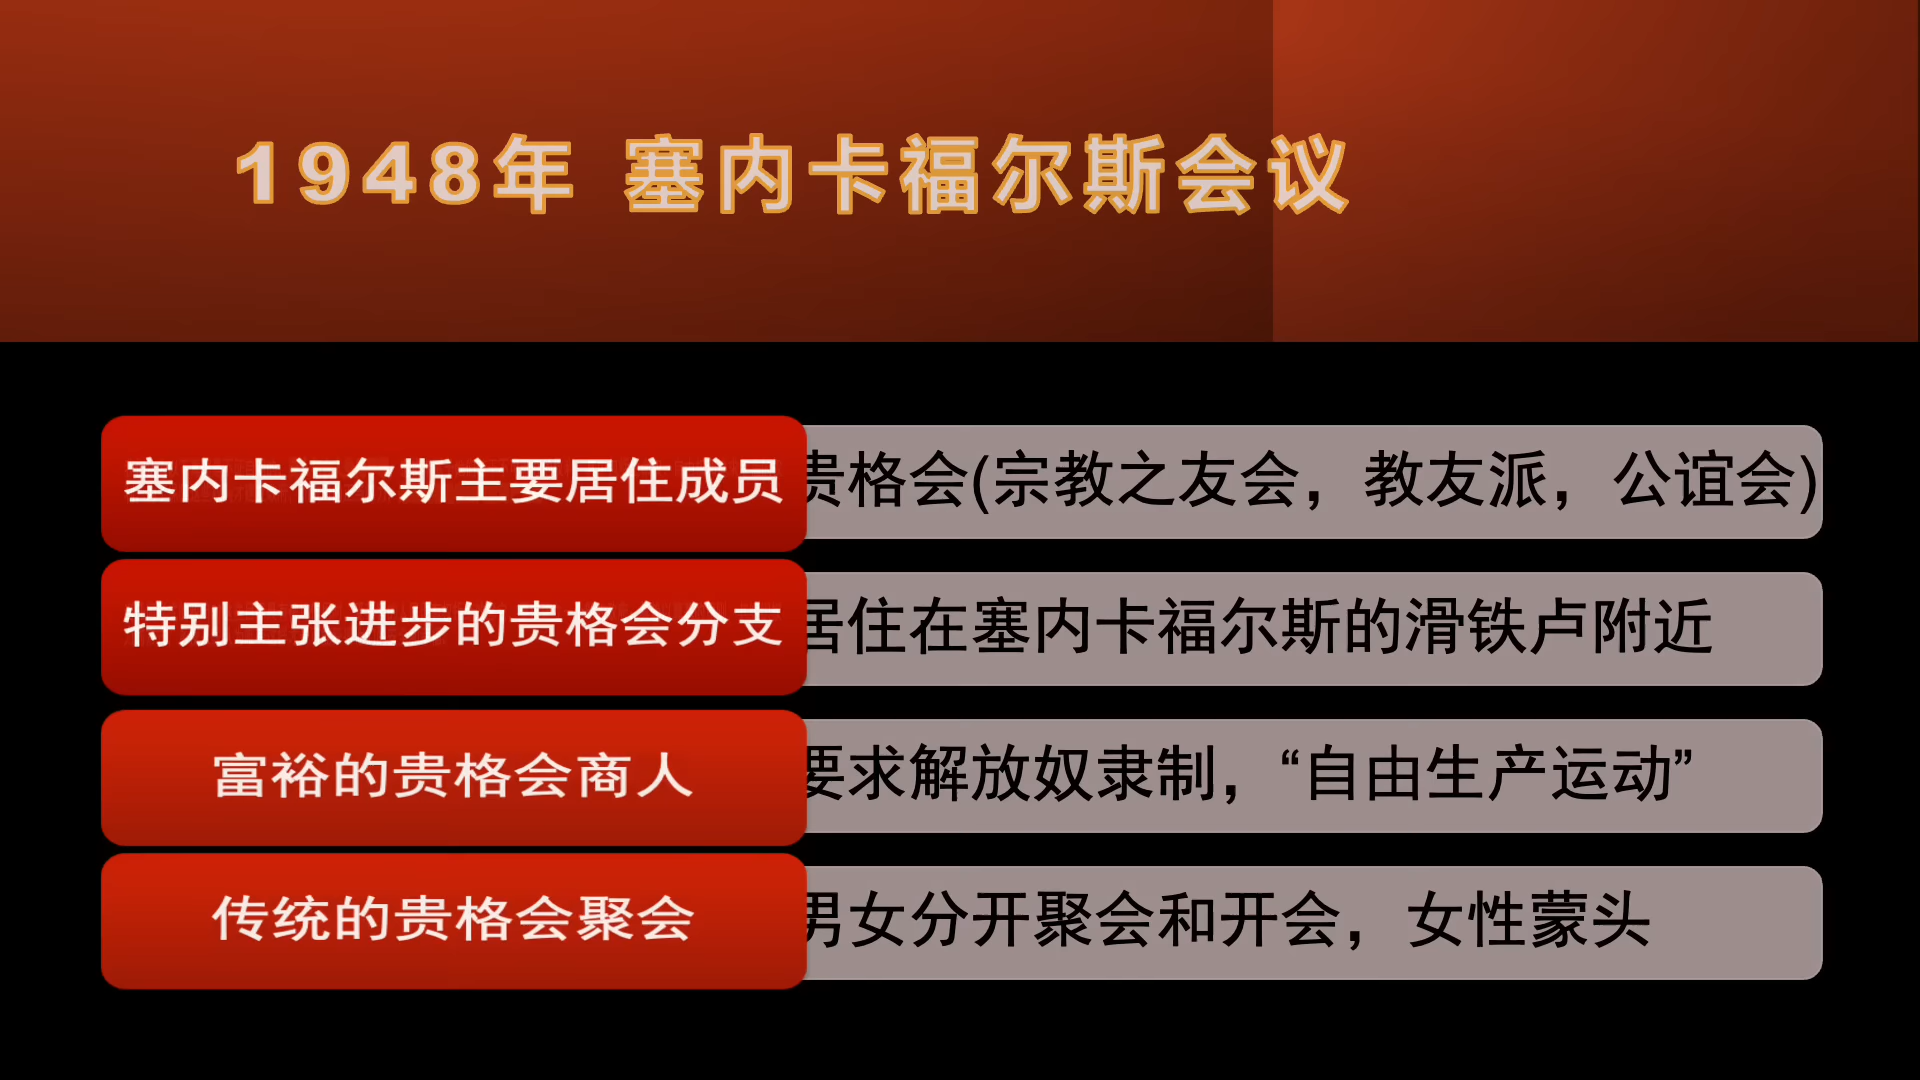 1948年 塞内卡福尔斯会议
塞内卡福尔斯主要居住成员 贵格会(宗教之友会，教友派，公谊会)
特别主张进步的贵格会分支 居住在塞内卡福尔斯的滑铁卢附近
富裕的贵格会商人 要求解放奴隶制，“自由生产运动”
传统的贵格会聚会 男女分开聚会和开会，女性蒙头